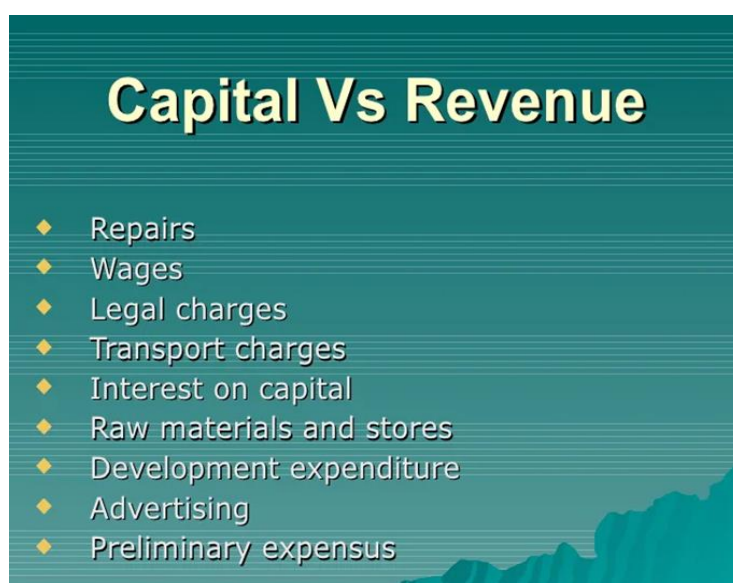 Capital Vs Revenue
Repairs
Wages
Legal charges
Transport charges
Interest on capital
Raw materials and stores
Development expenditure
Advertising
Preliminary expensus